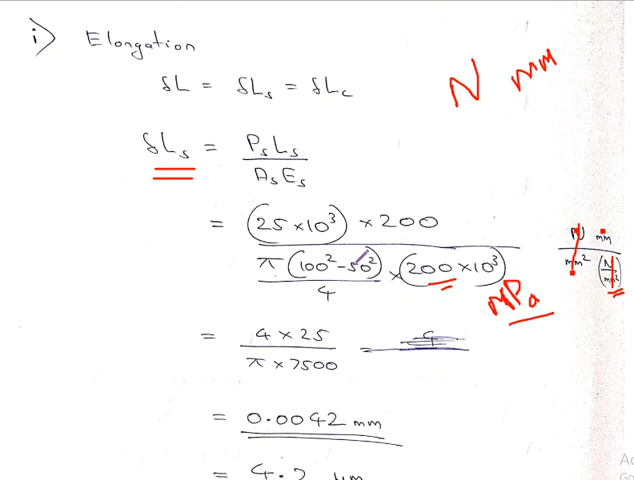 i) Elongation
δL = δLs = δLc
N mm
δLs = PsLs / AsEs
= (25×10³) × 200 / π(100²-50²)/4 × (200×10³)
N mm / mm² (N/mm²)
MPa
= 4×25 / π×7500 =
= 0.0042 mm
= 4.2 μm